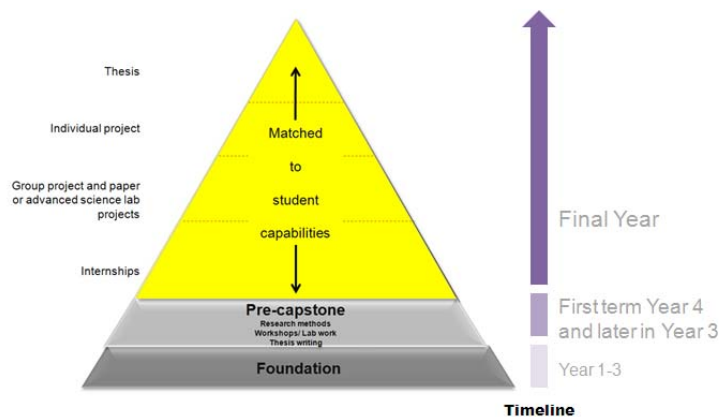 Thesis
Individual project
Group project and paper
or advanced science lab
projects
Internships
Matched
to
student
capabilities
Pre-capstone
Research methods
Workshops/ Lab work
Thesis writing
Foundation
Final Year
First term Year 4
and later in Year 3
Year 1-3
Timeline